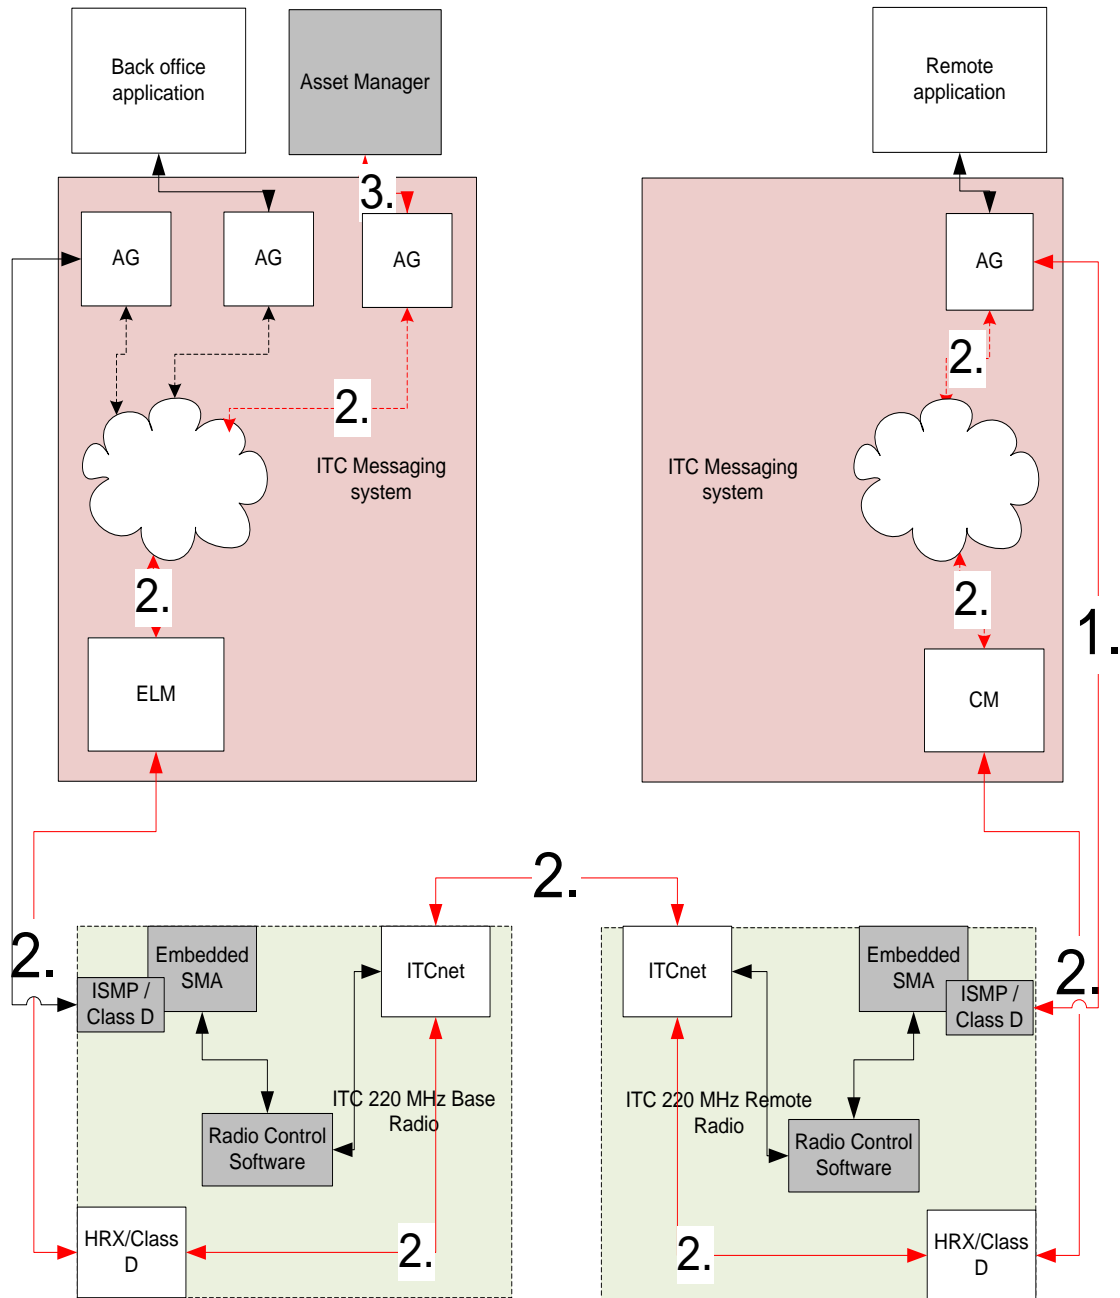 Back office
application
Asset Manager
Remote
application
3.
AG
AG
AG
AG
2.
2.
ITC Messaging
system
ITC Messaging
system
2.
2.
1.
ELM
CM
2.
2.
Embedded
SMA
ISMP /
Class D
ITCnet
ITCnet
Embedded
SMA
ISMP /
Class D
2.
ITC 220 MHz Base
Radio
ITC 220 MHz Remote
Radio
Radio Control
Software
Radio Control
Software
HRX/Class
D
2.
2.
HRX/Class
D